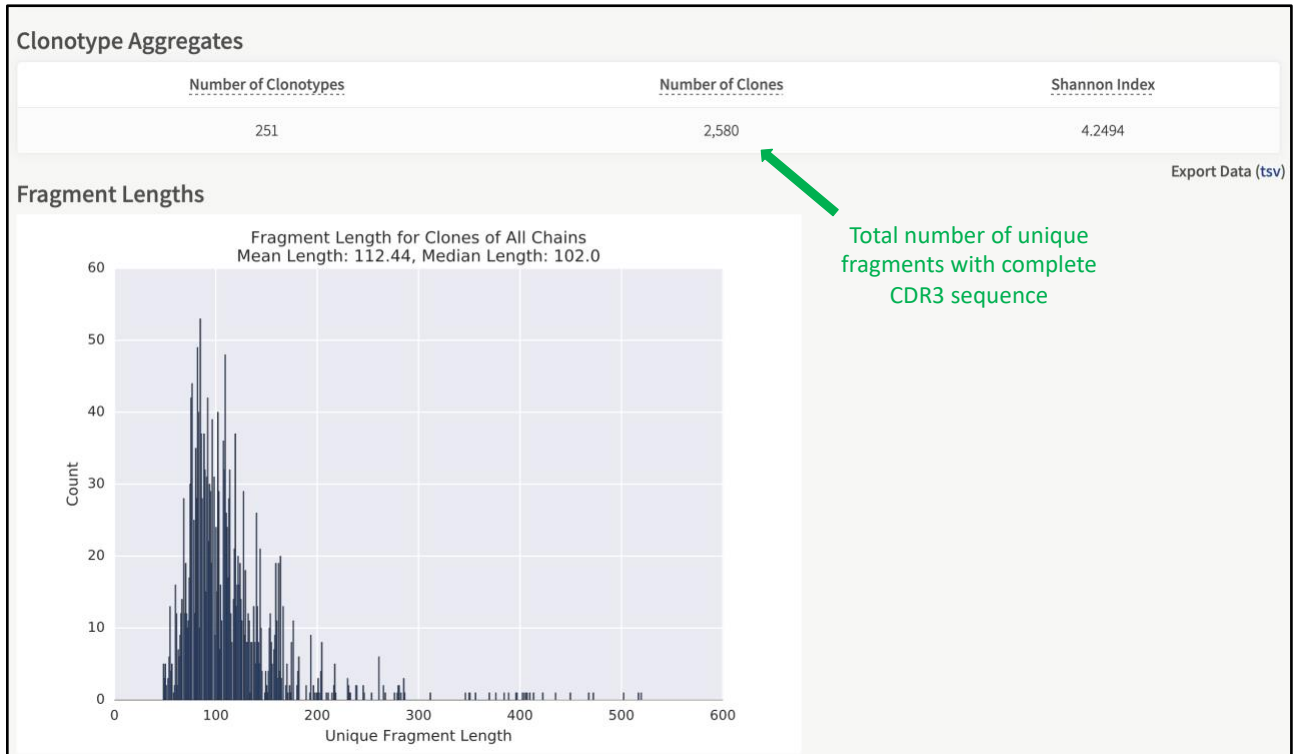 Clonotype Aggregates
Number of Clonotypes Number of Clones Shannon Index
251 2,580 4.2494
Export Data (tsv)
Fragment Lengths
Total number of unique
fragments with complete
CDR3 sequence
Fragment Length for Clones of All Chains
Mean Length: 112.44, Median Length: 102.0
60
50
40
30
20
10
0
Count
0 100 200 300 400 500 600
Unique Fragment Length